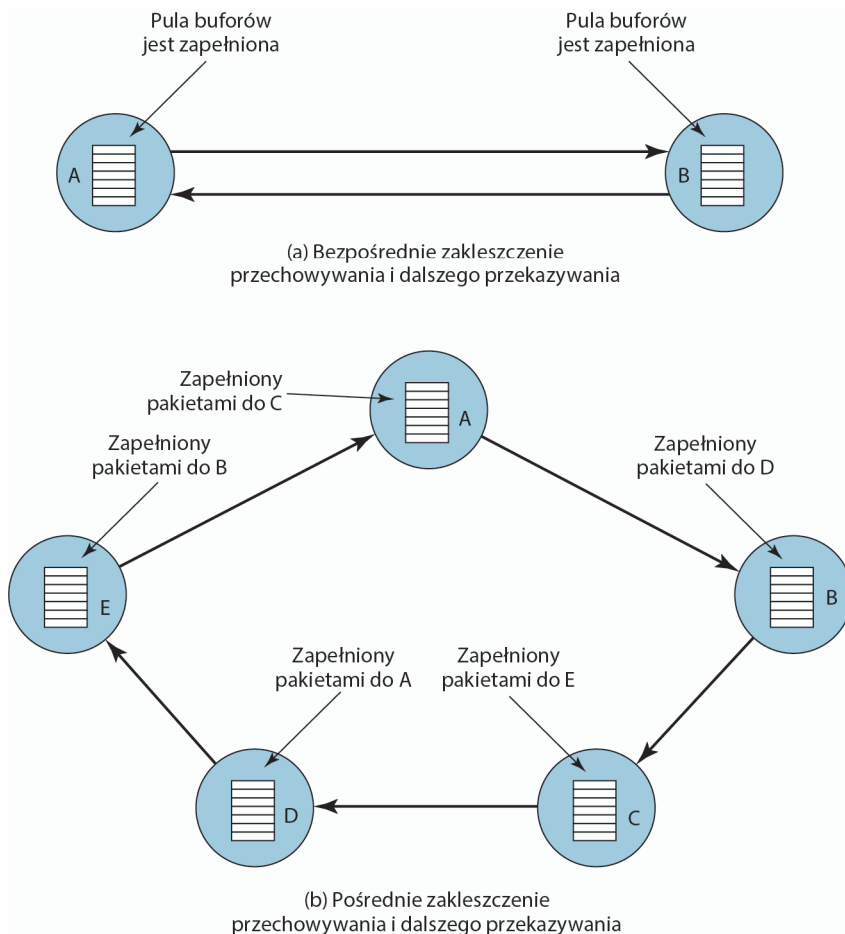 Pula buforów
jest zapełniona
Pula buforów
jest zapełniona
A
B
(a) Bezpośrednie zakleszczenie
przechowywania i dalszego przekazywania
Zapełniony
pakietami do C
A
Zapełniony
pakietami do B
Zapełniony
pakietami do D
E
B
Zapełniony
pakietami do A
Zapełniony
pakietami do E
D
C
(b) Pośrednie zakleszczenie
przechowywania i dalszego przekazywania